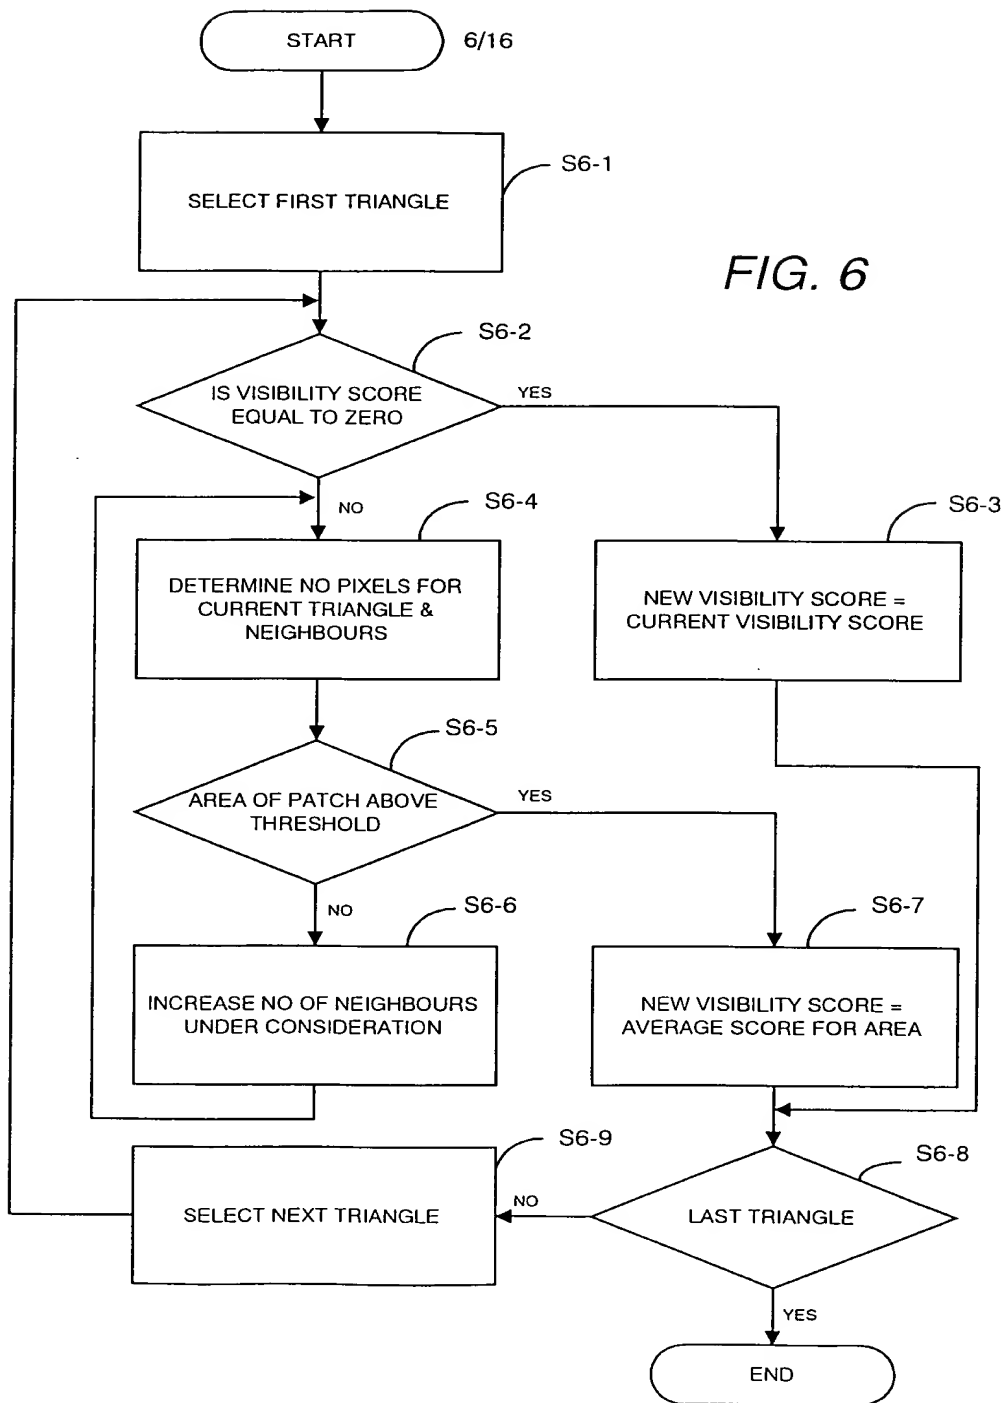 START
6/16
S6-1
SELECT FIRST TRIANGLE
FIG. 6
S6-2
IS VISIBILITY SCORE
EQUAL TO ZERO
YES
NO
S6-4
S6-3
DETERMINE NO PIXELS FOR
CURRENT TRIANGLE &
NEIGHBOURS
NEW VISIBILITY SCORE =
CURRENT VISIBILITY SCORE
S6-5
AREA OF PATCH ABOVE
THRESHOLD
YES
NO
S6-6
S6-7
INCREASE NO OF NEIGHBOURS
UNDER CONSIDERATION
NEW VISIBILITY SCORE =
AVERAGE SCORE FOR AREA
S6-9
S6-8
SELECT NEXT TRIANGLE
NO
LAST TRIANGLE
YES
END